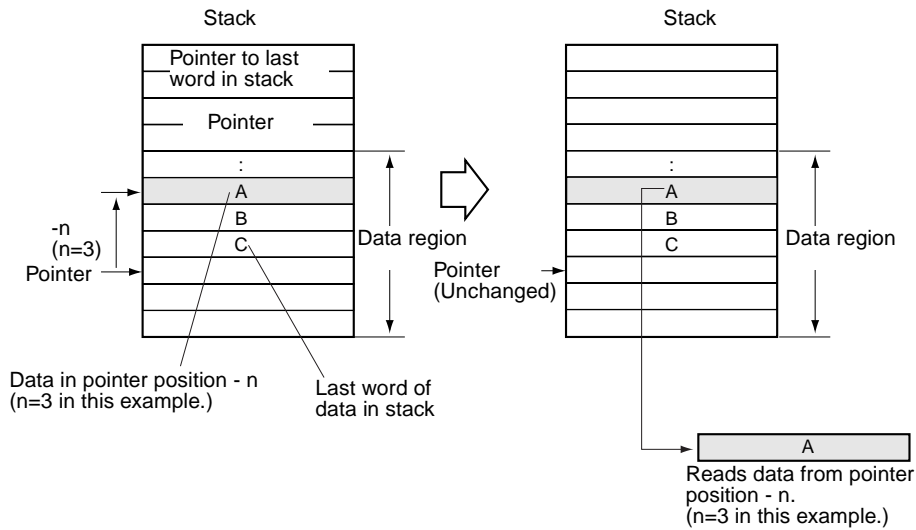 Stack
Pointer to last
word in stack
Pointer
:
A
B
C
-n
(n=3)
Pointer
Data region
Data in pointer position - n
(n=3 in this example.)
Last word of
data in stack
Stack
:
A
B
C
Data region
Pointer
(Unchanged)
A
Reads data from pointer
position - n.
(n=3 in this example.)